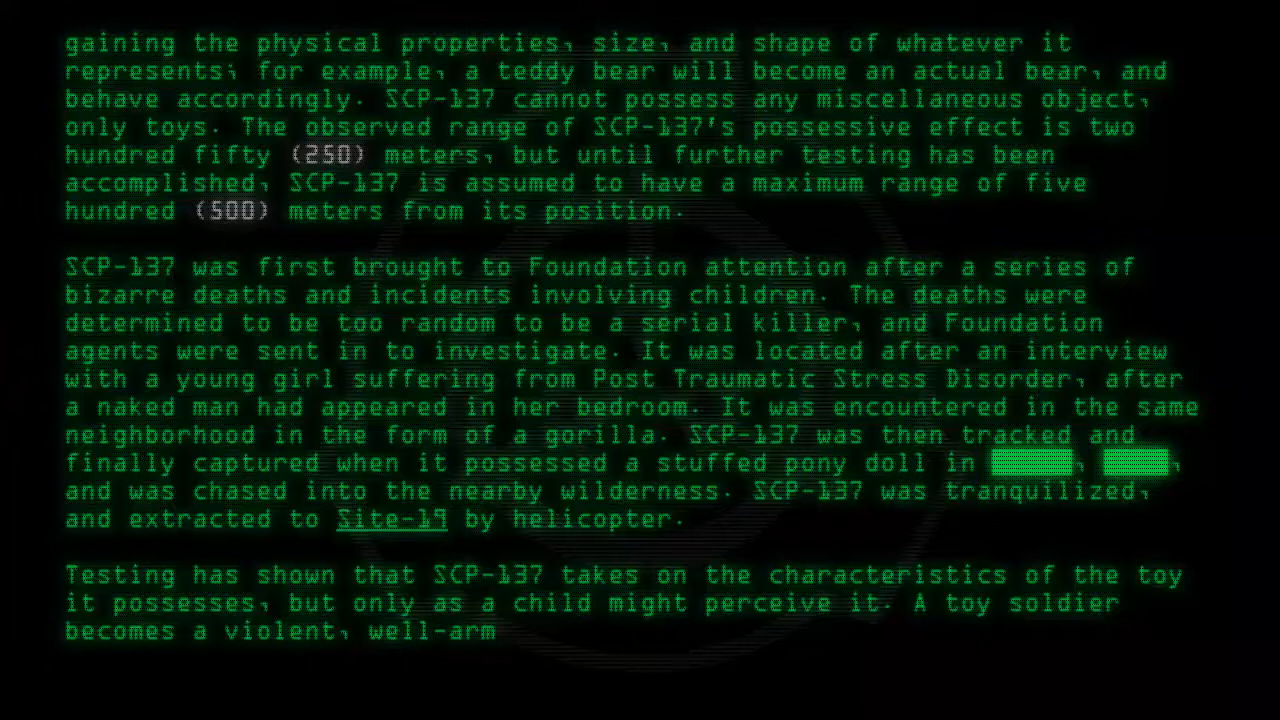 gaining the physical properties, size, and shape of whatever it
represents; for example, a teddy bear will become an actual bear, and
behave accordingly. SCP-137 cannot possess any miscellaneous object,
only toys. The observed range of SCP-137's possessive effect is two
hundred fifty (250) meters, but until further testing has been
accomplished, SCP-137 is assumed to have a maximum range of five
hundred (500) meters from its position.
SCP-137 was first brought to Foundation attention after a series of
bizarre deaths and incidents involving children. The deaths were
determined to be too random to be a serial killer, and Foundation
agents were sent in to investigate. It was located after an interview
with a young girl suffering from Post Traumatic Stress Disorder, after
a naked man had appeared in her bedroom. It was encountered in the same
neighborhood in the form of a gorilla. SCP-137 was then tracked and
finally captured when it possessed a stuffed pony doll in █████, ████,
and was chased into the nearby wilderness. SCP-137 was tranquilized,
and extracted to Site-19 by helicopter.
Testing has shown that SCP-137 takes on the characteristics of the toy
it possesses, but only as a child might perceive it. A toy soldier
becomes a violent, well-arm